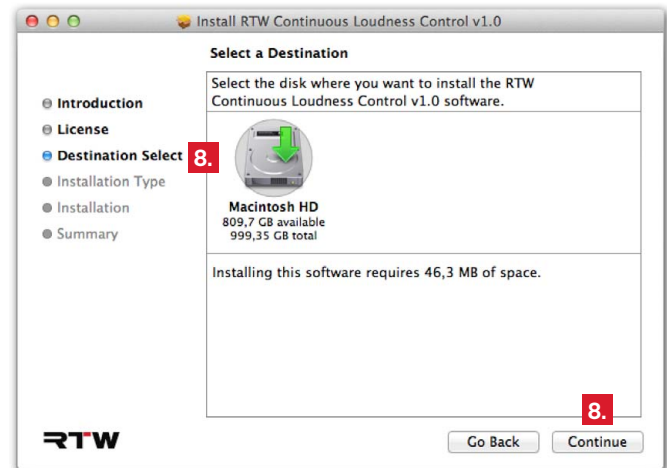 Install RTW Continuous Loudness Control v1.0
Select a Destination
Introduction
License
Destination Select
Installation Type
Installation
Summary
8.
Select the disk where you want to install the RTW
Continuous Loudness Control v1.0 software.
Macintosh HD
809,7 GB available
999,35 GB total
Installing this software requires 46,3 MB of space.
8.
RTW
Go Back
Continue